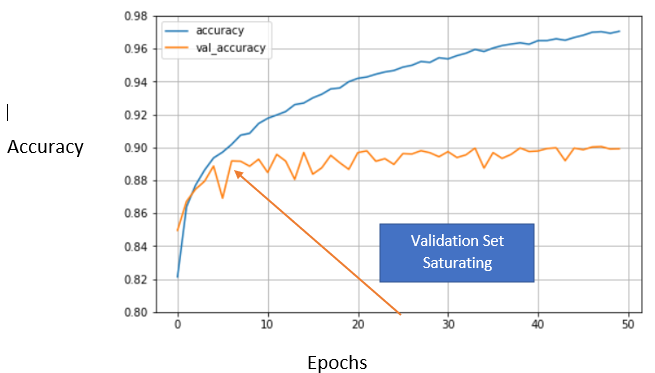 0.98
accuracy
val_accuracy
0.96
0.94
0.92
Accuracy
0.90
0.88
0.86
0.84
0.82
0.80
Validation Set
Saturating
0 10 20 30 40 50
Epochs